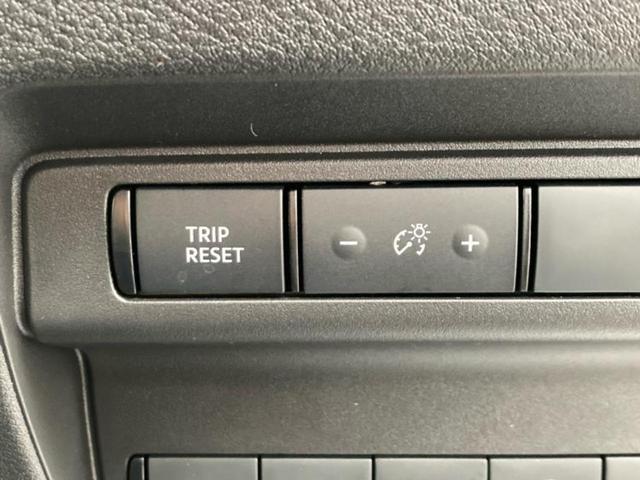 TRIP
RESET
- +